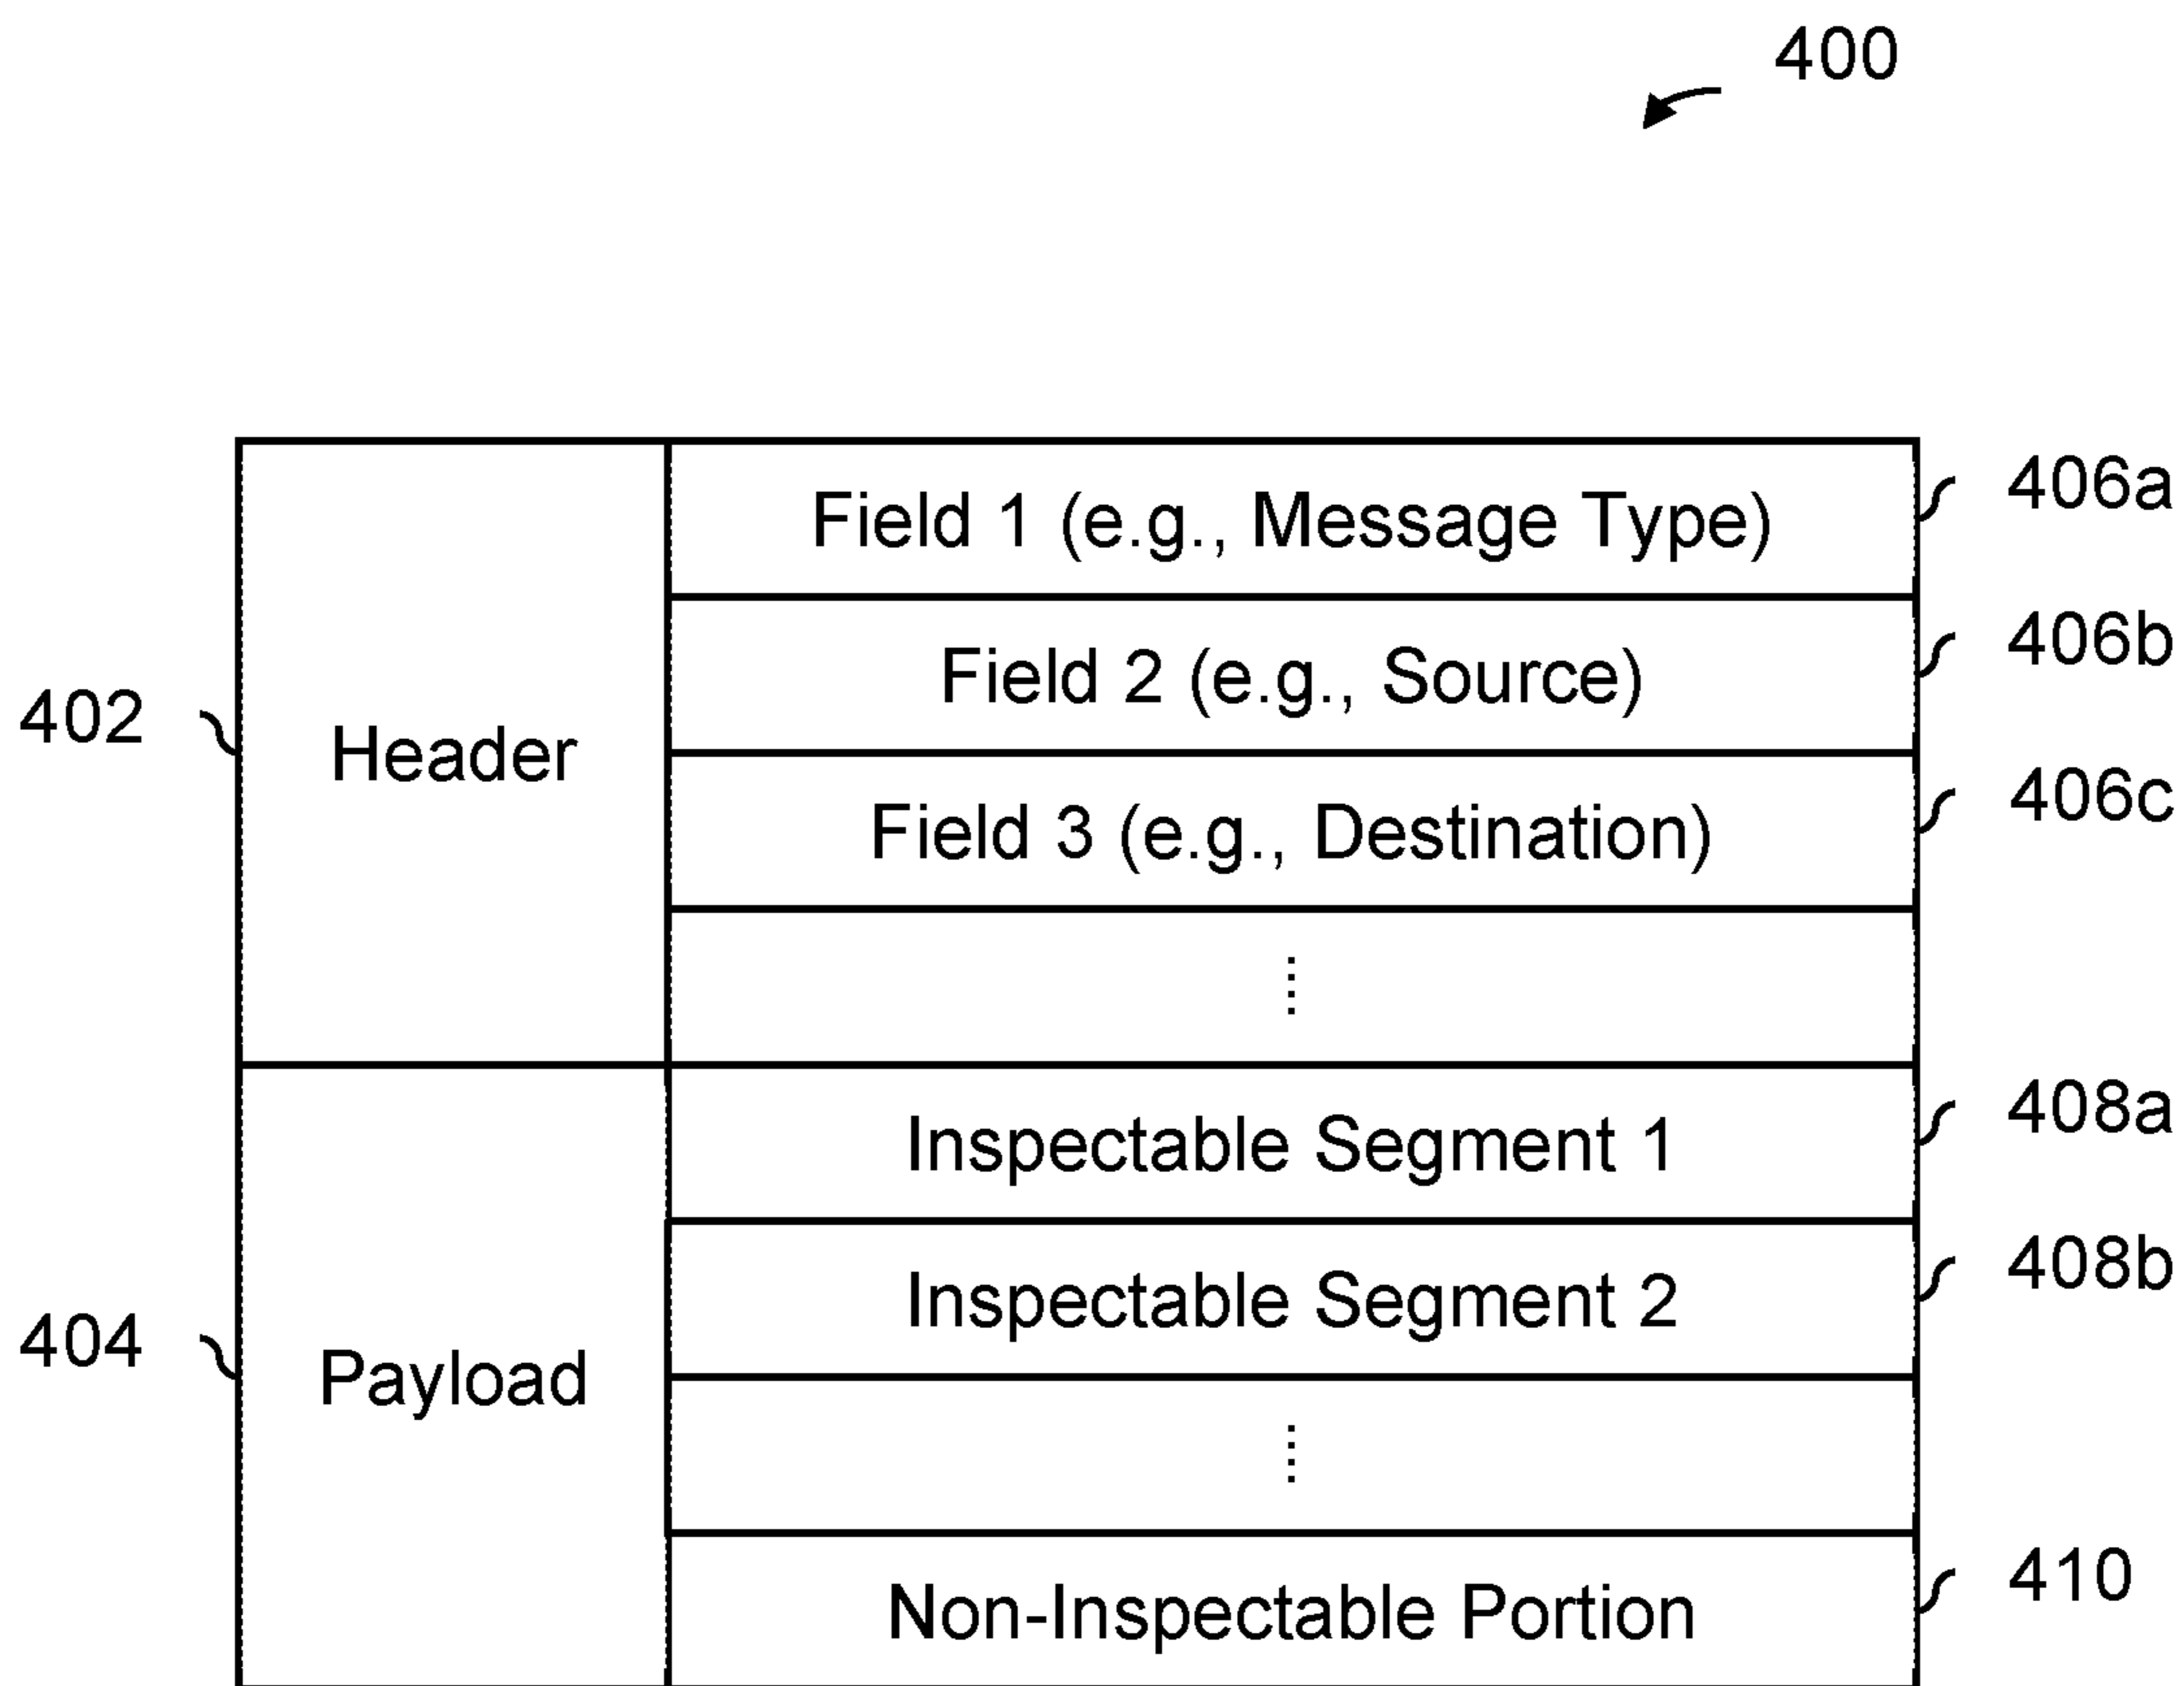 400
Field 1 (e.g., Message Type)
406a
Field 2 (e.g., Source)
406b
402
Header
Field 3 (e.g., Destination)
406c
⋮
Inspectable Segment 1
408a
Inspectable Segment 2
408b
404
Payload
⋮
Non-Inspectable Portion
410